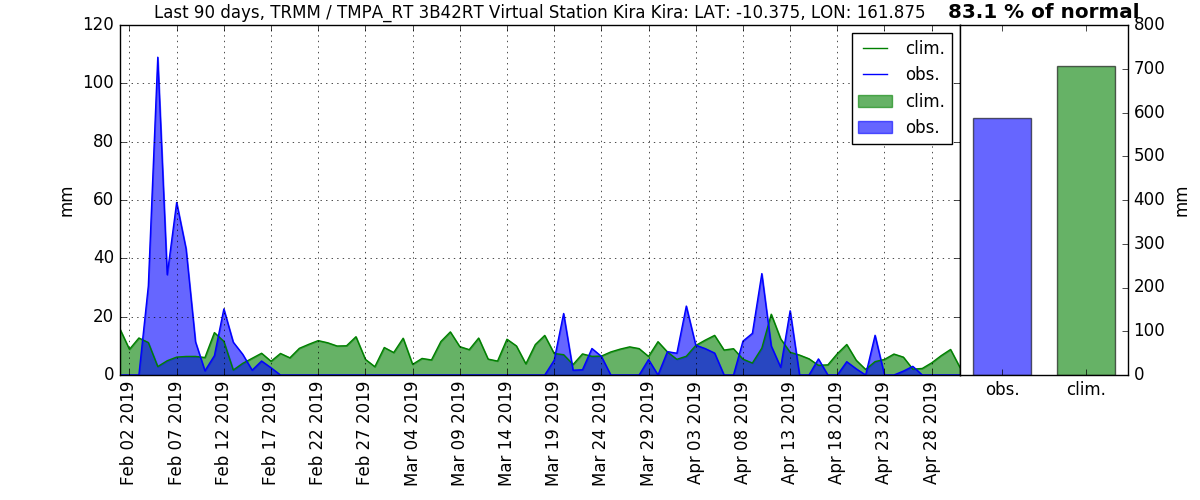 Last 90 days, TRMM / TMPA_RT 3B42RT Virtual Station Kira Kira: LAT: -10.375, LON: 161.875
83.1 % of normal
mm
120
100
80
60
40
20
0
clim.
obs.
clim.
obs.
800
700
600
500
400
300
200
100
0
mm
Feb 02 2019
Feb 07 2019
Feb 12 2019
Feb 17 2019
Feb 22 2019
Feb 27 2019
Mar 04 2019
Mar 09 2019
Mar 14 2019
Mar 19 2019
Mar 24 2019
Mar 29 2019
Apr 03 2019
Apr 08 2019
Apr 13 2019
Apr 18 2019
Apr 23 2019
Apr 28 2019
obs.
clim.